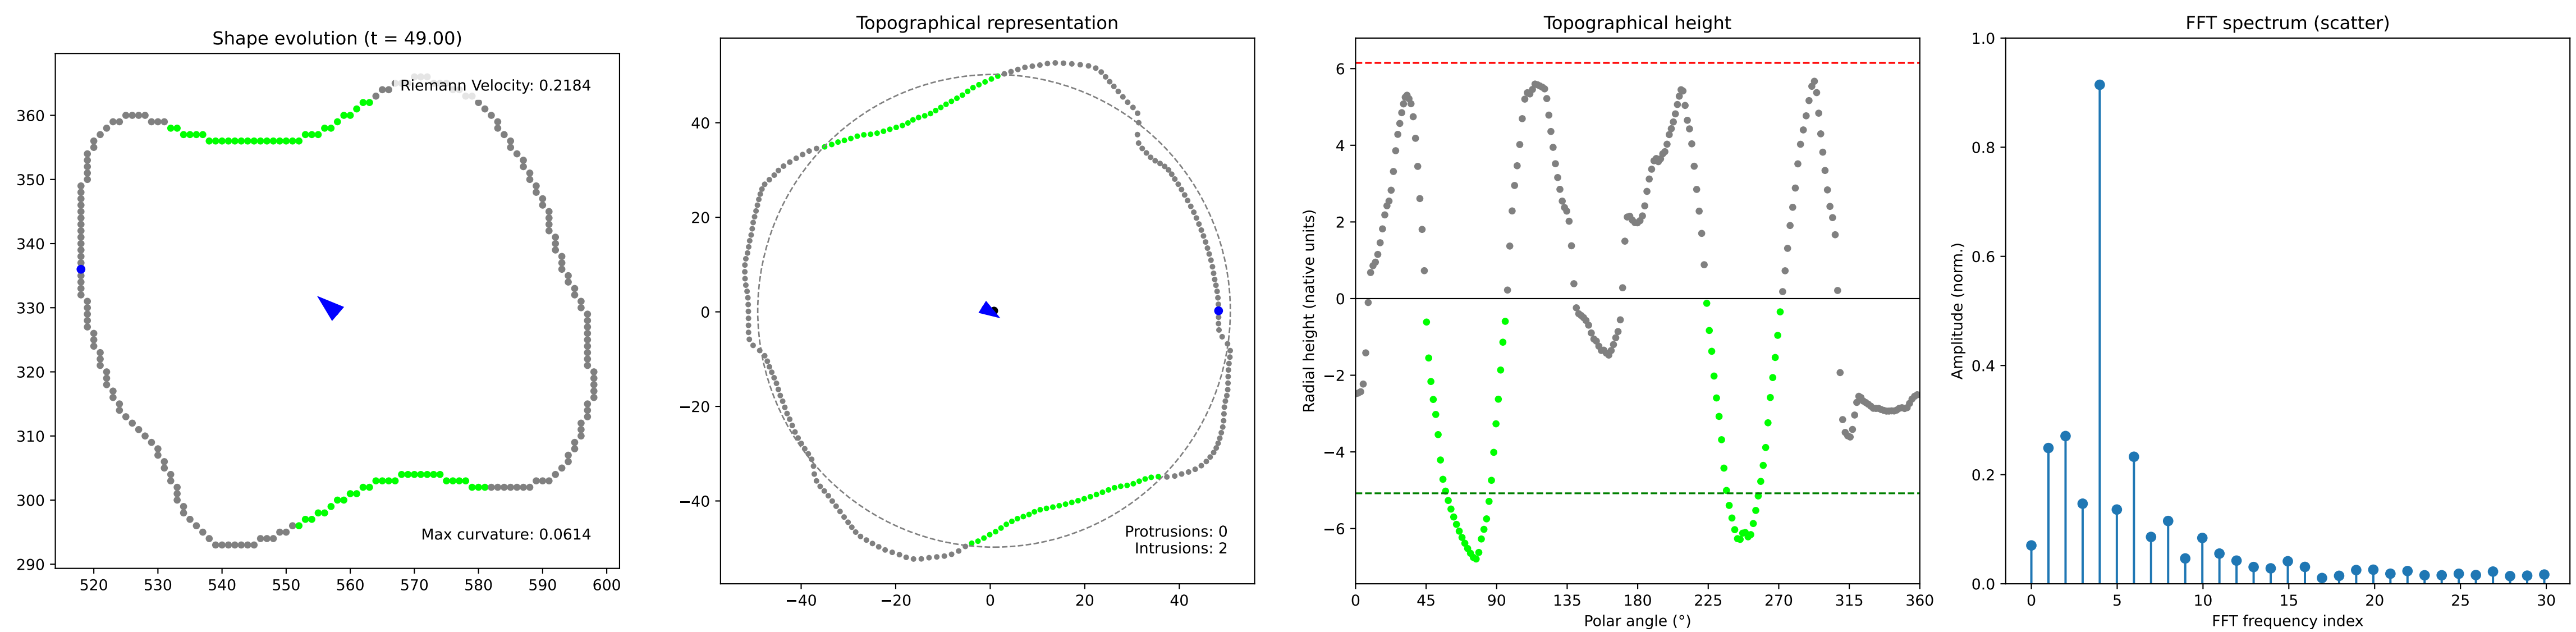 Shape evolution (t = 49.00)
Riemann Velocity: 0.2184
Max curvature: 0.0614
360
350
340
330
320
310
300
290
520 530 540 550 560 570 580 590 600
Topographical representation
40
20
0
−20
−40
−40 −20 0 20 40
Protrusions: 0
Intrusions: 2
Topographical height
Radial height (native units)
6
4
2
0
−2
−4
−6
0 45 90 135 180 225 270 315 360
Polar angle (°)
FFT spectrum (scatter)
Amplitude (norm.)
1.0
0.8
0.6
0.4
0.2
0.0
0 5 10 15 20 25 30
FFT frequency index